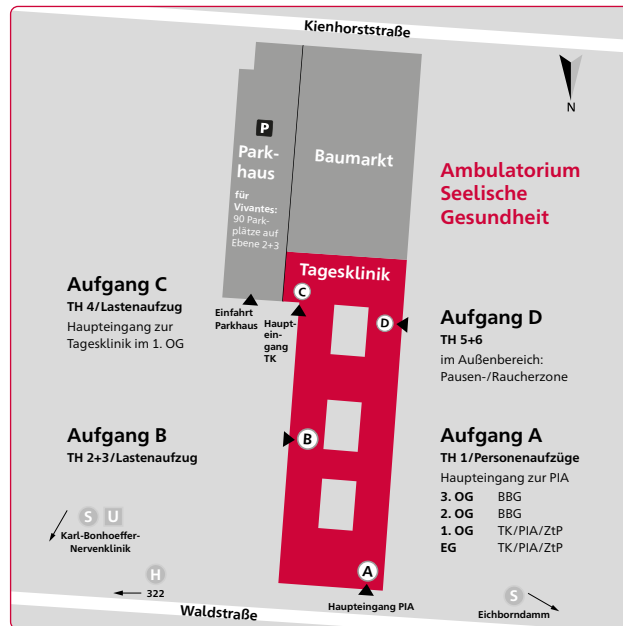 Kienhorststraße
N
P
Park-
haus
für
Vivantes:
90 Park-
plätze auf
Ebene 2+3
Baumarkt
Ambulatorium
Seelische
Gesundheit
Tagesklinik
C
Aufgang C
TH 4/Lastenaufzug
Haupteingang zur
Tagesklinik im 1. OG
Einfahrt
Parkhaus
Haupt-
ein-
gang
TK
D
Aufgang D
TH 5+6
im Außenbereich:
Pausen-/Raucherzone
Aufgang B
TH 2+3/Lastenaufzug
B
Aufgang A
TH 1/Personenaufzüge
Haupteingang zur PIA
3. OG BBG
2. OG BBG
1. OG TK/PIA/ZtP
EG TK/PIA/ZtP
S U
Karl-Bonhoeffer-
Nervenklinik
H
322
A
Haupteingang PIA
S
Eichborndamm
Waldstraße